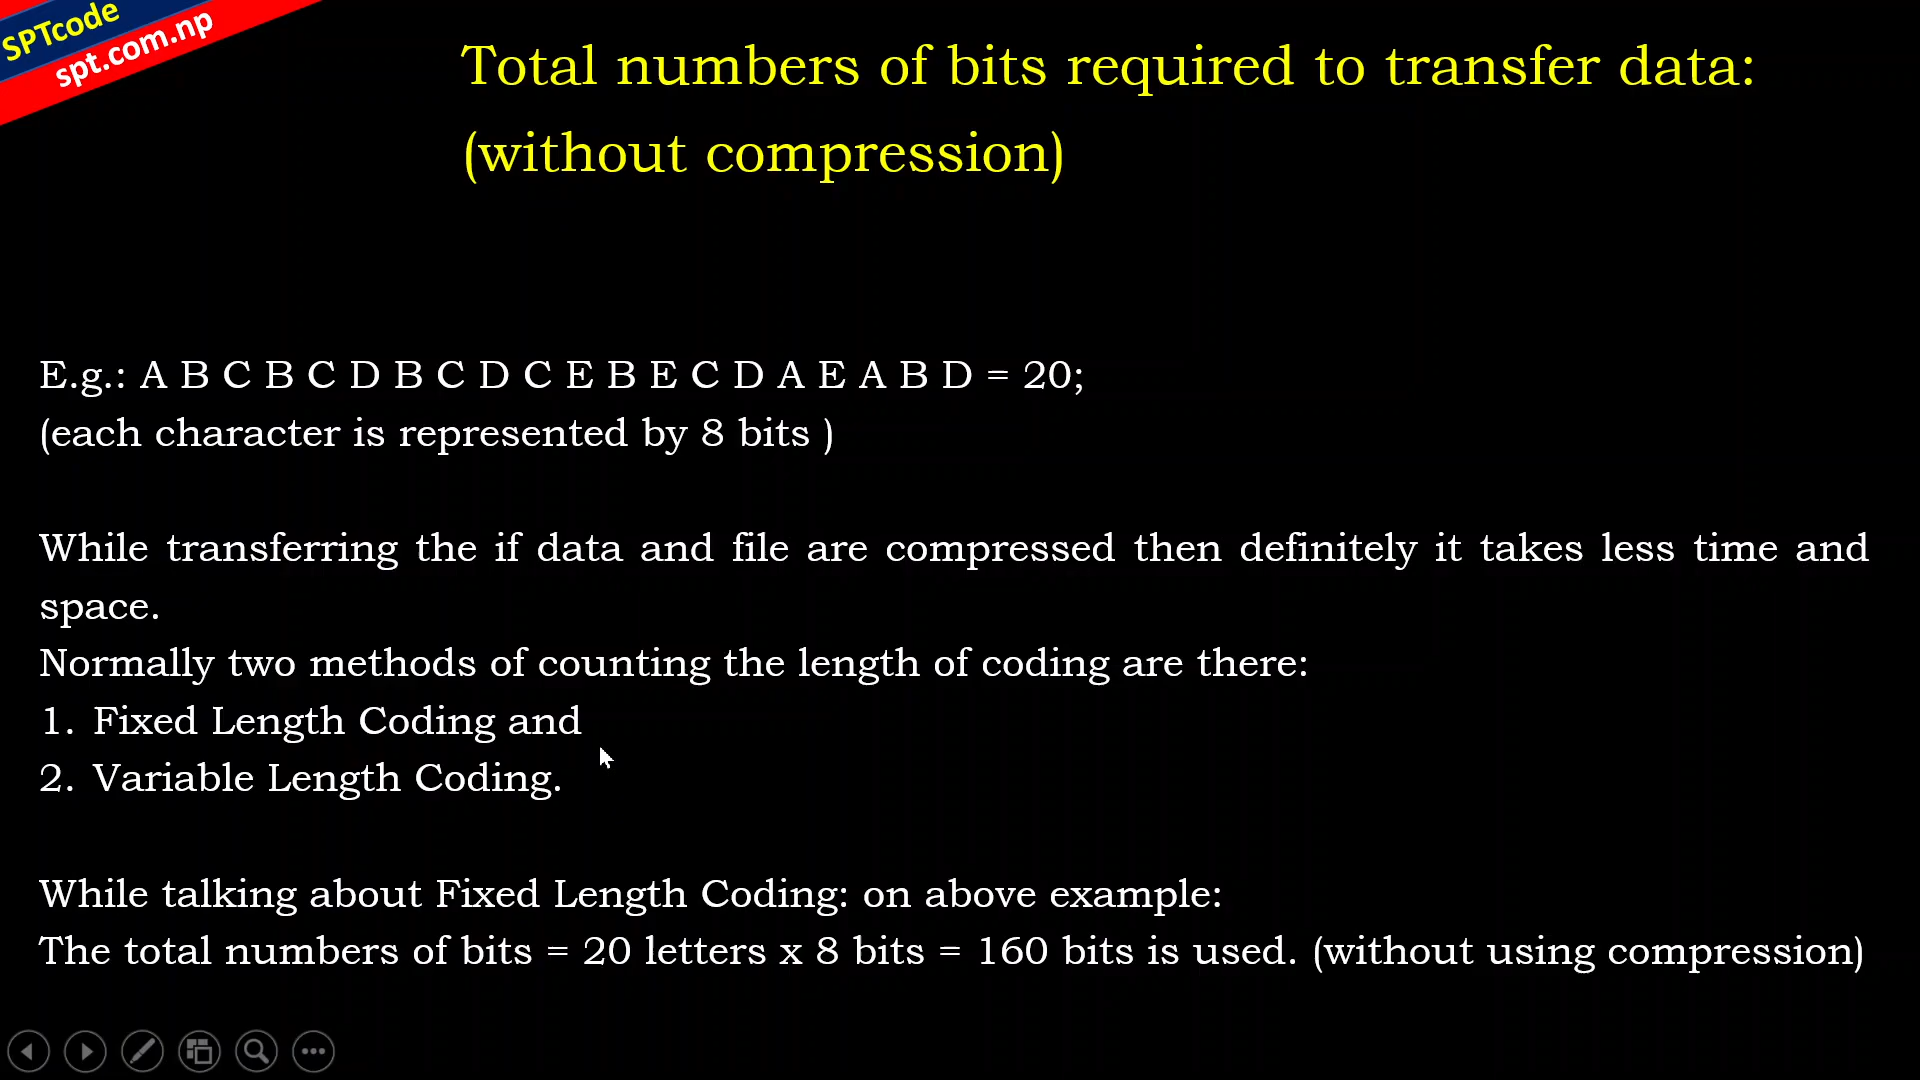 SPTcode
spt.com.np
Total numbers of bits required to transfer data:
(without compression)
E.g.: A B C B C D B C D C E B E C D A E A B D = 20;
(each character is represented by 8 bits )
While transferring the if data and file are compressed then definitely it takes less time and
space.
Normally two methods of counting the length of coding are there:
1. Fixed Length Coding and
2. Variable Length Coding.
While talking about Fixed Length Coding: on above example:
The total numbers of bits = 20 letters x 8 bits = 160 bits is used. (without using compression)